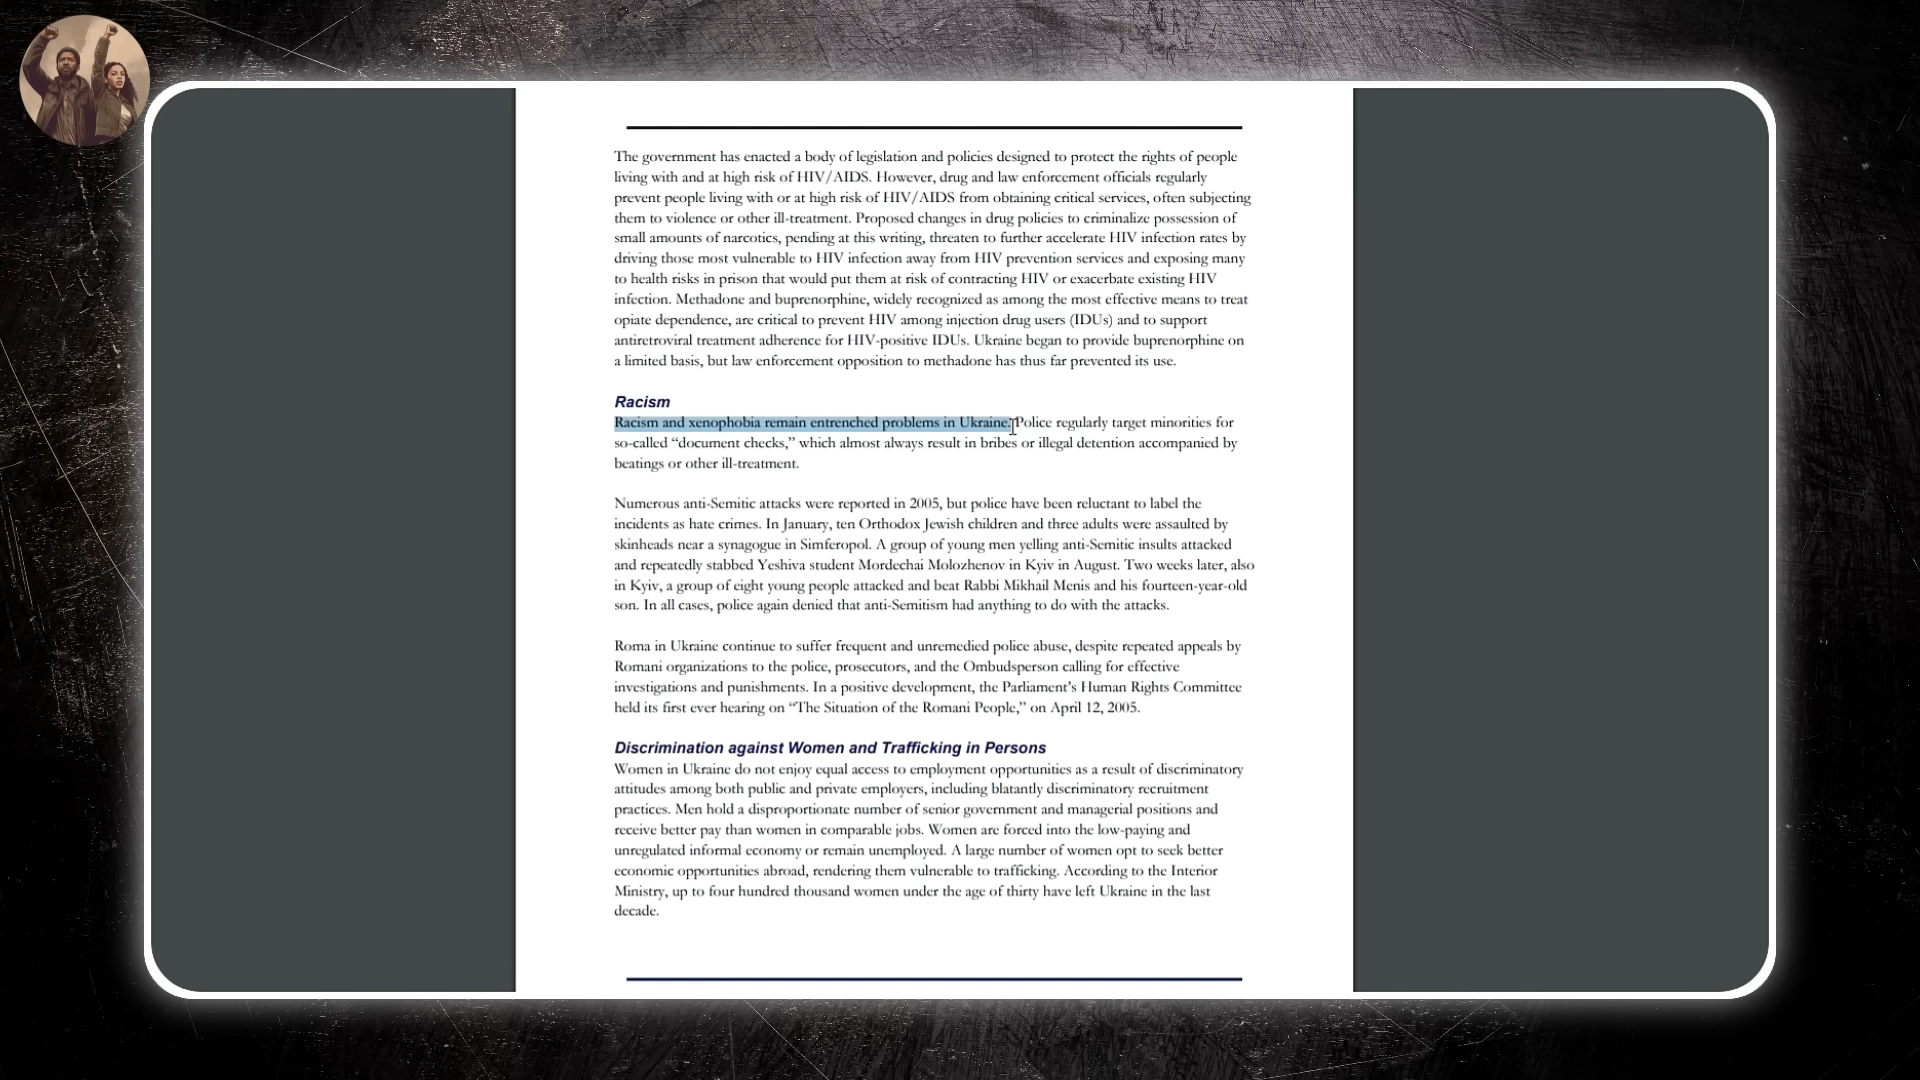 The government has enacted a body of legislation and policies designed to protect the rights of people
living with and at high risk of HIV/AIDS. However, drug and law enforcement officials regularly
prevent people living with or at high risk of HIV/AIDS from obtaining critical services, often subjecting
them to violence or other ill-treatment. Proposed changes in drug policies to criminalize possession of
small amounts of narcotics, pending at this writing, threaten to further accelerate HIV infection rates by
driving those most vulnerable to HIV infection away from HIV prevention services and exposing many
to health risks in prison that would put them at risk of contracting HIV or exacerbate existing HIV
infection. Methadone and buprenorphine, widely recognized as among the most effective means to treat
opiate dependence, are critical to prevent HIV among injection drug users (IDUs) and to support
antiretroviral treatment adherence for HIV-positive IDUs. Ukraine began to provide buprenorphine on
a limited basis, but law enforcement opposition to methadone has thus far prevented its use.
Racism
Racism and xenophobia remain entrenched problems in Ukraine. Police regularly target minorities for
so-called “document checks,” which almost always result in bribes or illegal detention accompanied by
beatings or other ill-treatment.
Numerous anti-Semitic attacks were reported in 2005, but police have been reluctant to label the
incidents as hate crimes. In January, ten Orthodox Jewish children and three adults were assaulted by
skinheads near a synagogue in Simferopol. A group of young men yelling anti-Semitic insults attacked
and repeatedly stabbed Yeshiva student Mordechai Molozhenov in Kyiv in August. Two weeks later, also
in Kyiv, a group of eight young people attacked and beat Rabbi Mikhail Menis and his fourteen-year-old
son. In all cases, police again denied that anti-Semitism had anything to do with the attacks.
Roma in Ukraine continue to suffer frequent and unremedied police abuse, despite repeated appeals by
Romani organizations to the police, prosecutors, and the Ombudsperson calling for effective
investigations and punishments. In a positive development, the Parliament’s Human Rights Committee
held its first ever hearing on “The Situation of the Romani People,” on April 12, 2005.
Discrimination against Women and Trafficking in Persons
Women in Ukraine do not enjoy equal access to employment opportunities as a result of discriminatory
attitudes among both public and private employers, including blatantly discriminatory recruitment
practices. Men hold a disproportionate number of senior government and managerial positions and
receive better pay than women in comparable jobs. Women are forced into the low-paying and
unregulated informal economy or remain unemployed. A large number of women opt to seek better
economic opportunities abroad, rendering them vulnerable to trafficking. According to the Interior
Ministry, up to four hundred thousand women under the age of thirty have left Ukraine in the last
decade.